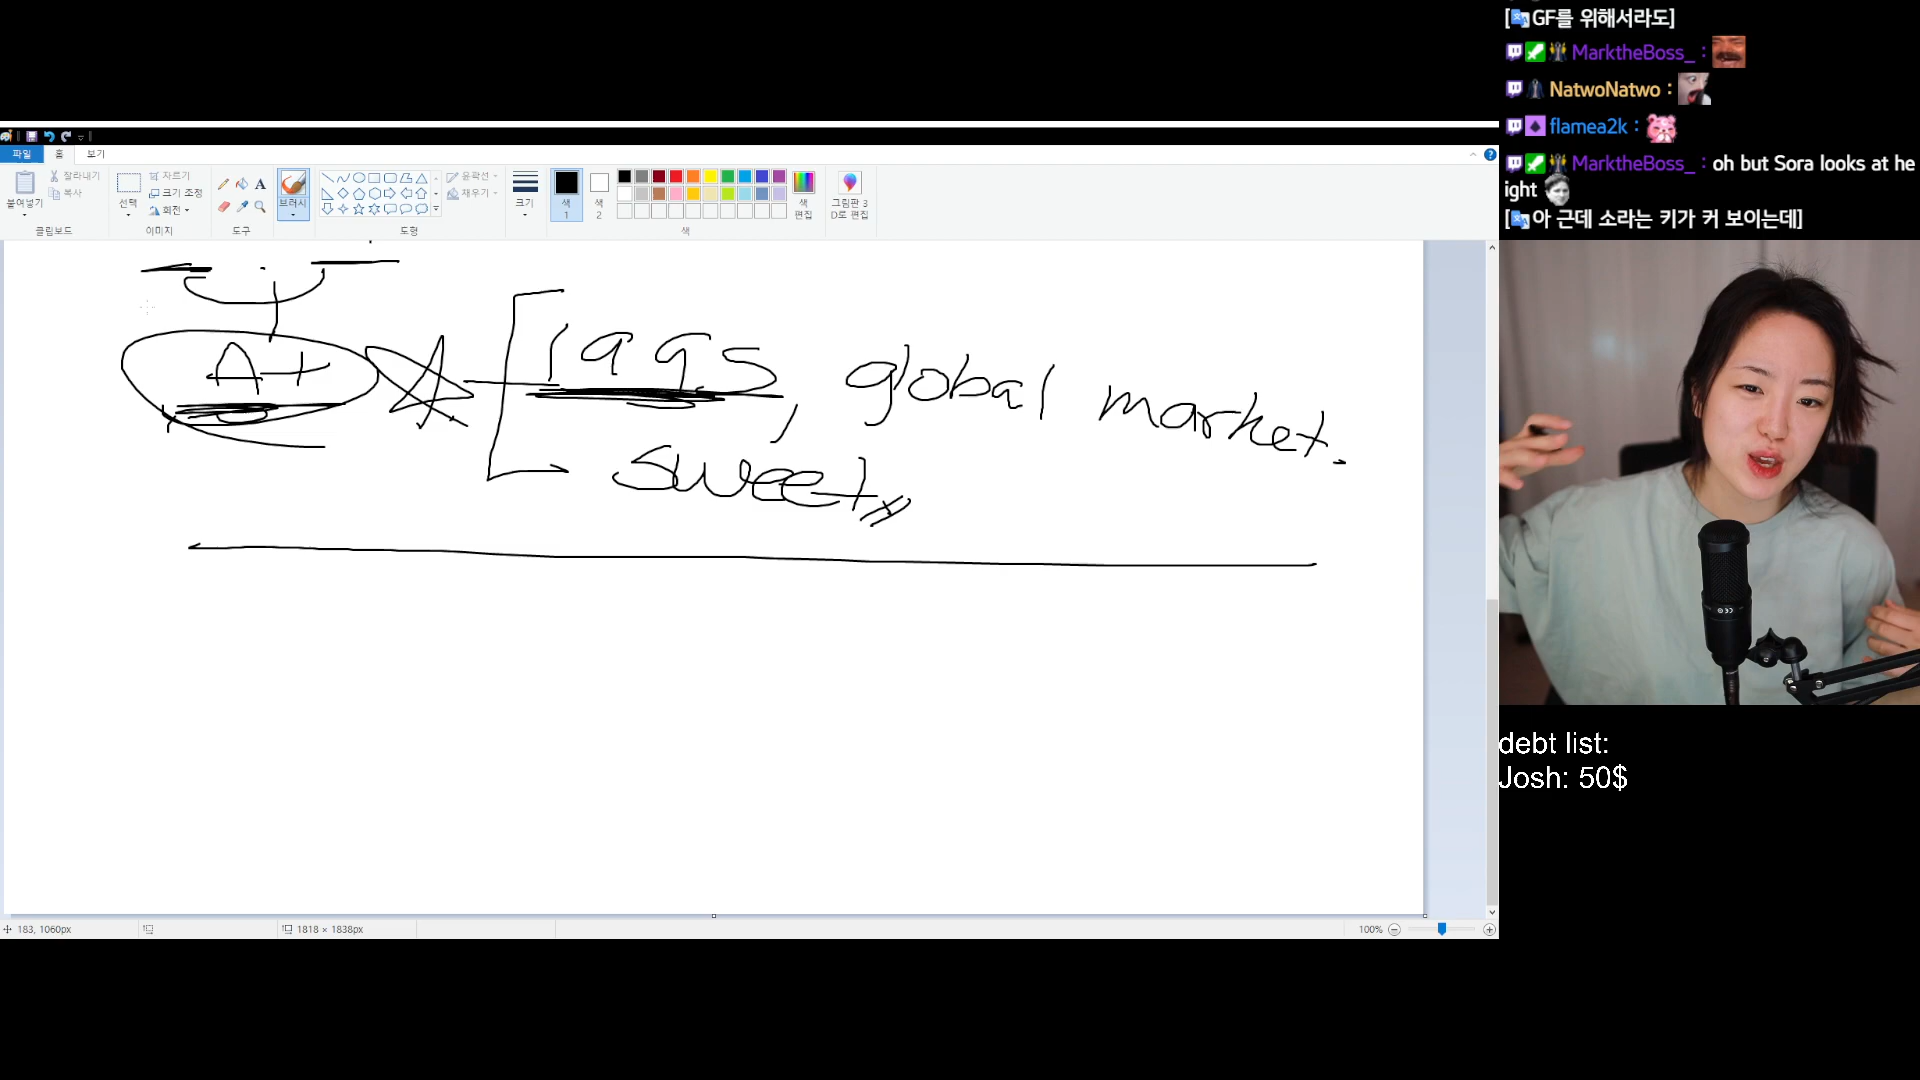 [GF를 위해서라도]
MarktheBoss_ :
NatwoNatwo :
flamea2k :
MarktheBoss_ : oh but Sora looks at he
ight
[아 근데 소라는 키가 커 보이는데]
파일 홈 보기
붙여넣기 잘라내기 복사 클립보드
선택 자르기 크기 조정 회전 이미지
A 도구
브러시
윤곽선 채우기 도형
크기
색 1
색 2
색 편집
색
그림판 3D로 편집
A+
1995, global market.
sweet
183, 1060px
1818 × 1838px
100%
debt list:
Josh: 50$